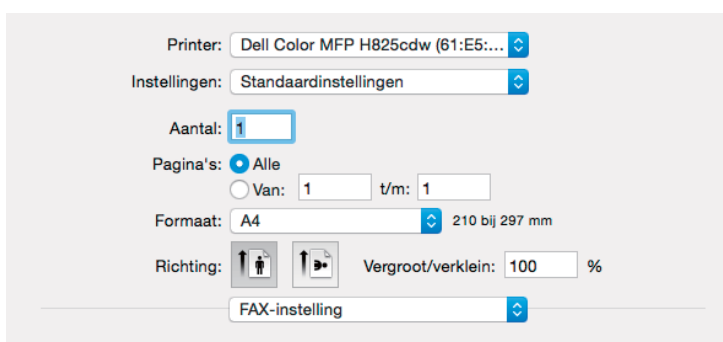 Printer: Dell Color MFP H825cdw (61:E5:...
Instellingen: Standaardinstellingen
Aantal: 1
Pagina's: Alle
Van: 1 t/m: 1
Formaat: A4 210 bij 297 mm
Richting: Vergroot/verklein: 100 %
FAX-instelling